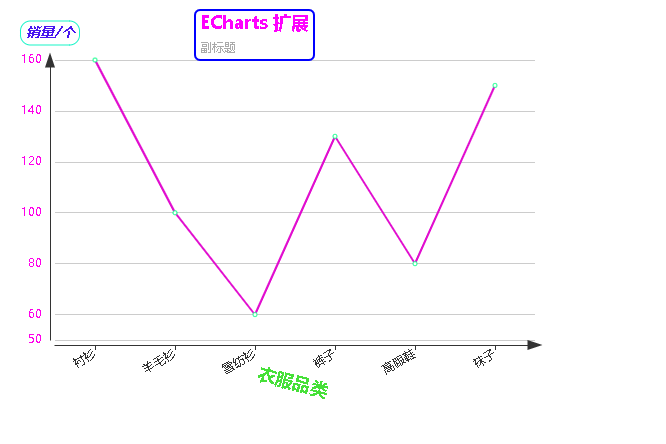 ECharts 扩展
副标题
销量/个
160
140
120
100
80
60
50
衬衫
羊毛衫
雪纺衫
裤子
高跟鞋
袜子
衣服品类